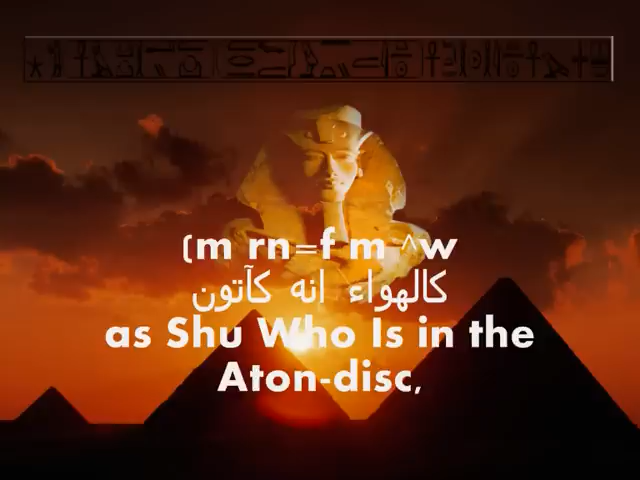 (m rn=f m ^w
كالهواء انه كآتون
as Shu Who Is in the
Aton-disc,